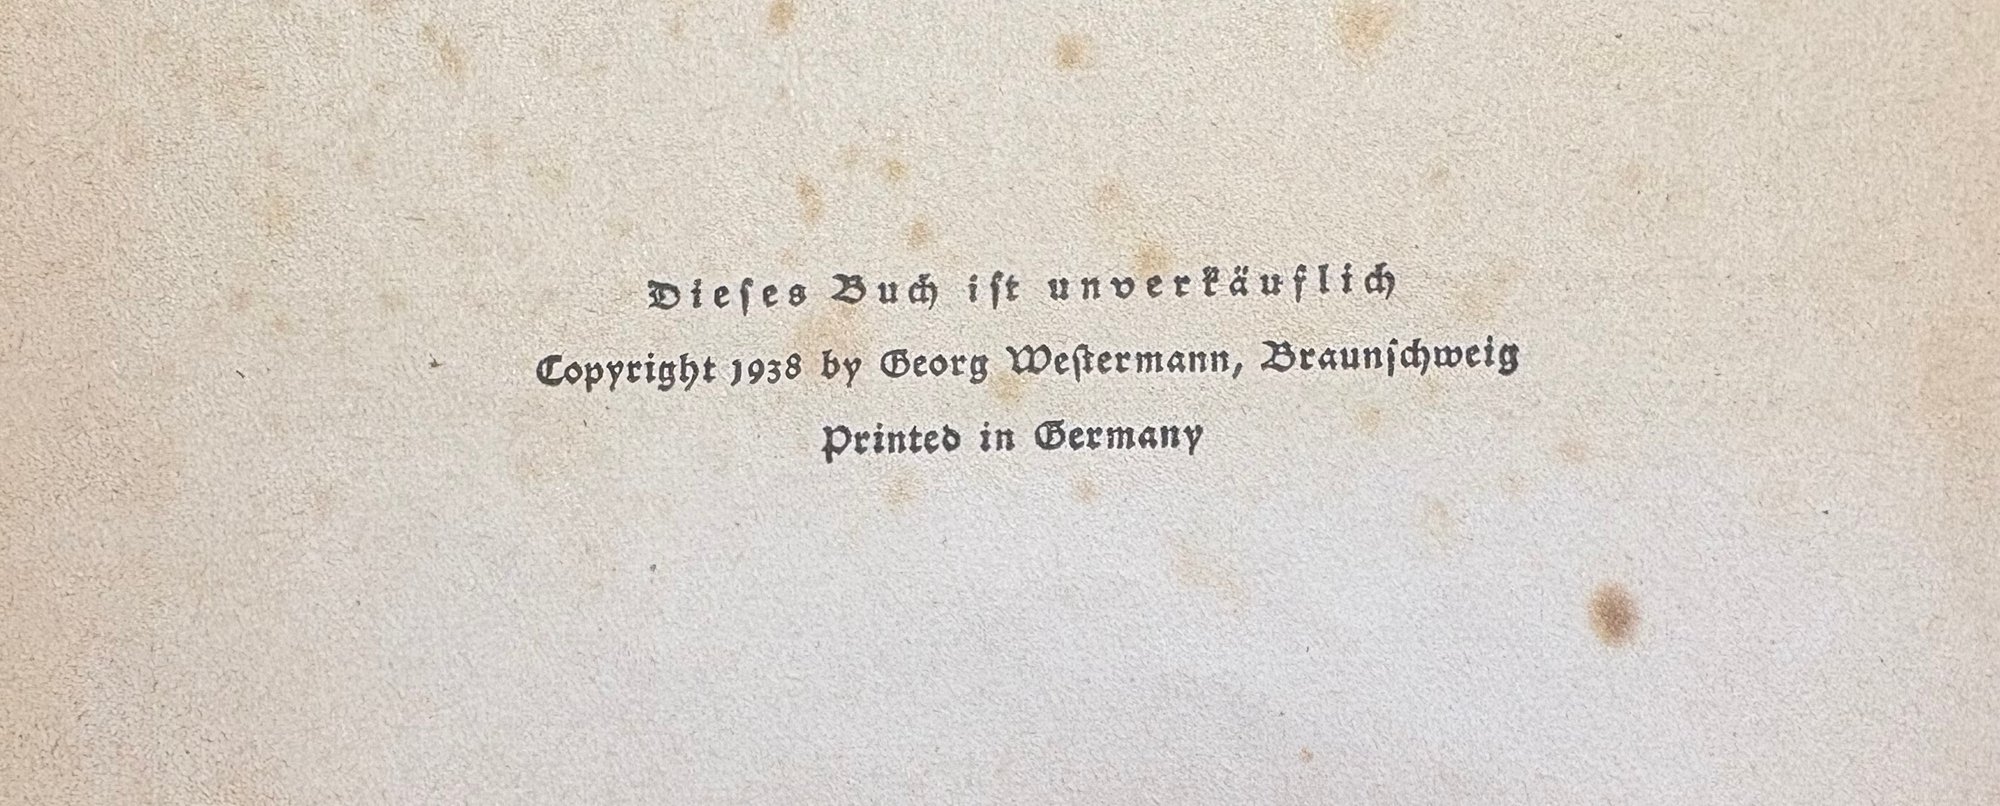 Dieſes Buch iſt unverkäuflich
Copyright 1938 by Georg Weſtermann, Braunſchweig
Printed in Germany